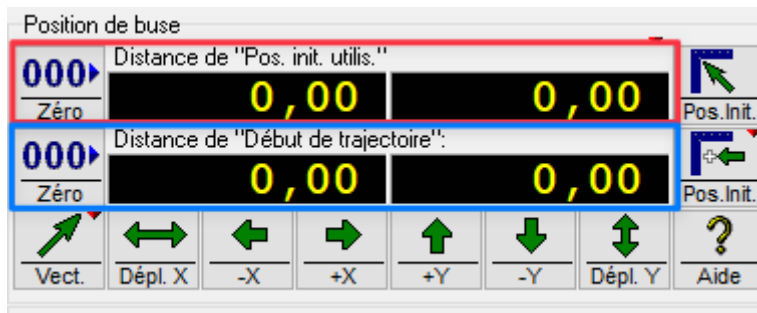 Position de buse
Distance de "Pos. init. utilis."
000
Zéro
0,00 0,00
Pos.Init.
Distance de "Début de trajectoire":
000
Zéro
0,00 0,00
Pos.Init.
Vect. Dépl. X -X +X +Y -Y Dépl. Y Aide